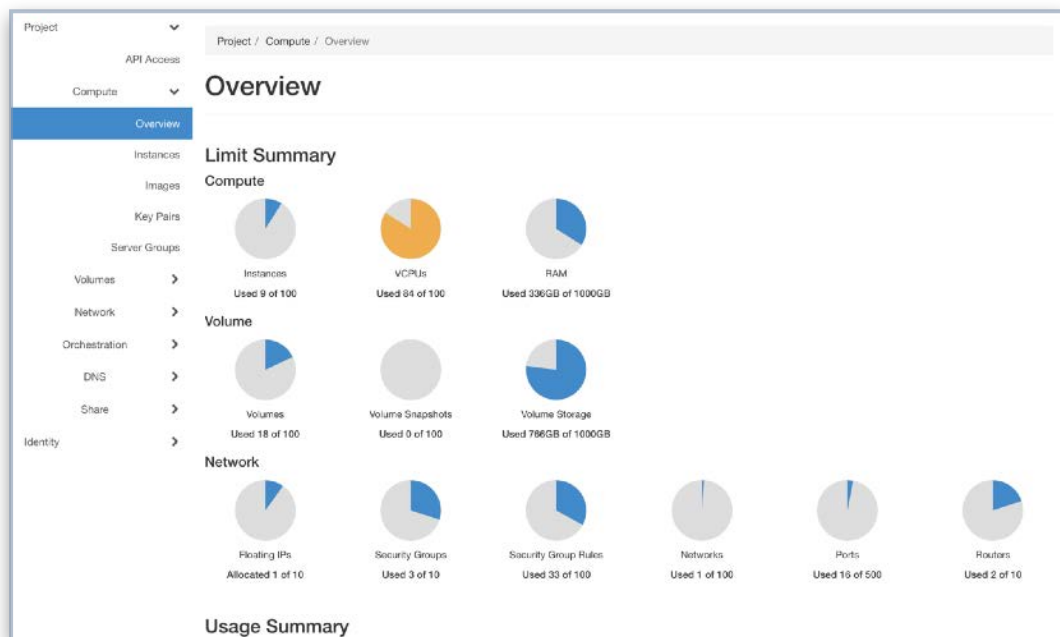 Project
API Access
Compute
Overview
Instances
Images
Key Pairs
Server Groups
Volumes
Network
Orchestration
DNS
Share
Identity
Project / Compute / Overview
Overview
Limit Summary
Compute
Instances VCPUs RAM
Used 9 of 100 Used 84 of 100 Used 336GB of 1000GB
Volume
Volumes Volume Snapshots Volume Storage
Used 18 of 100 Used 0 of 100 Used 766GB of 1000GB
Network
Floating IPs Security Groups Security Group Rules Networks Ports Routers
Allocated 1 of 10 Used 3 of 10 Used 33 of 100 Used 1 of 100 Used 16 of 500 Used 2 of 10
Usage Summary